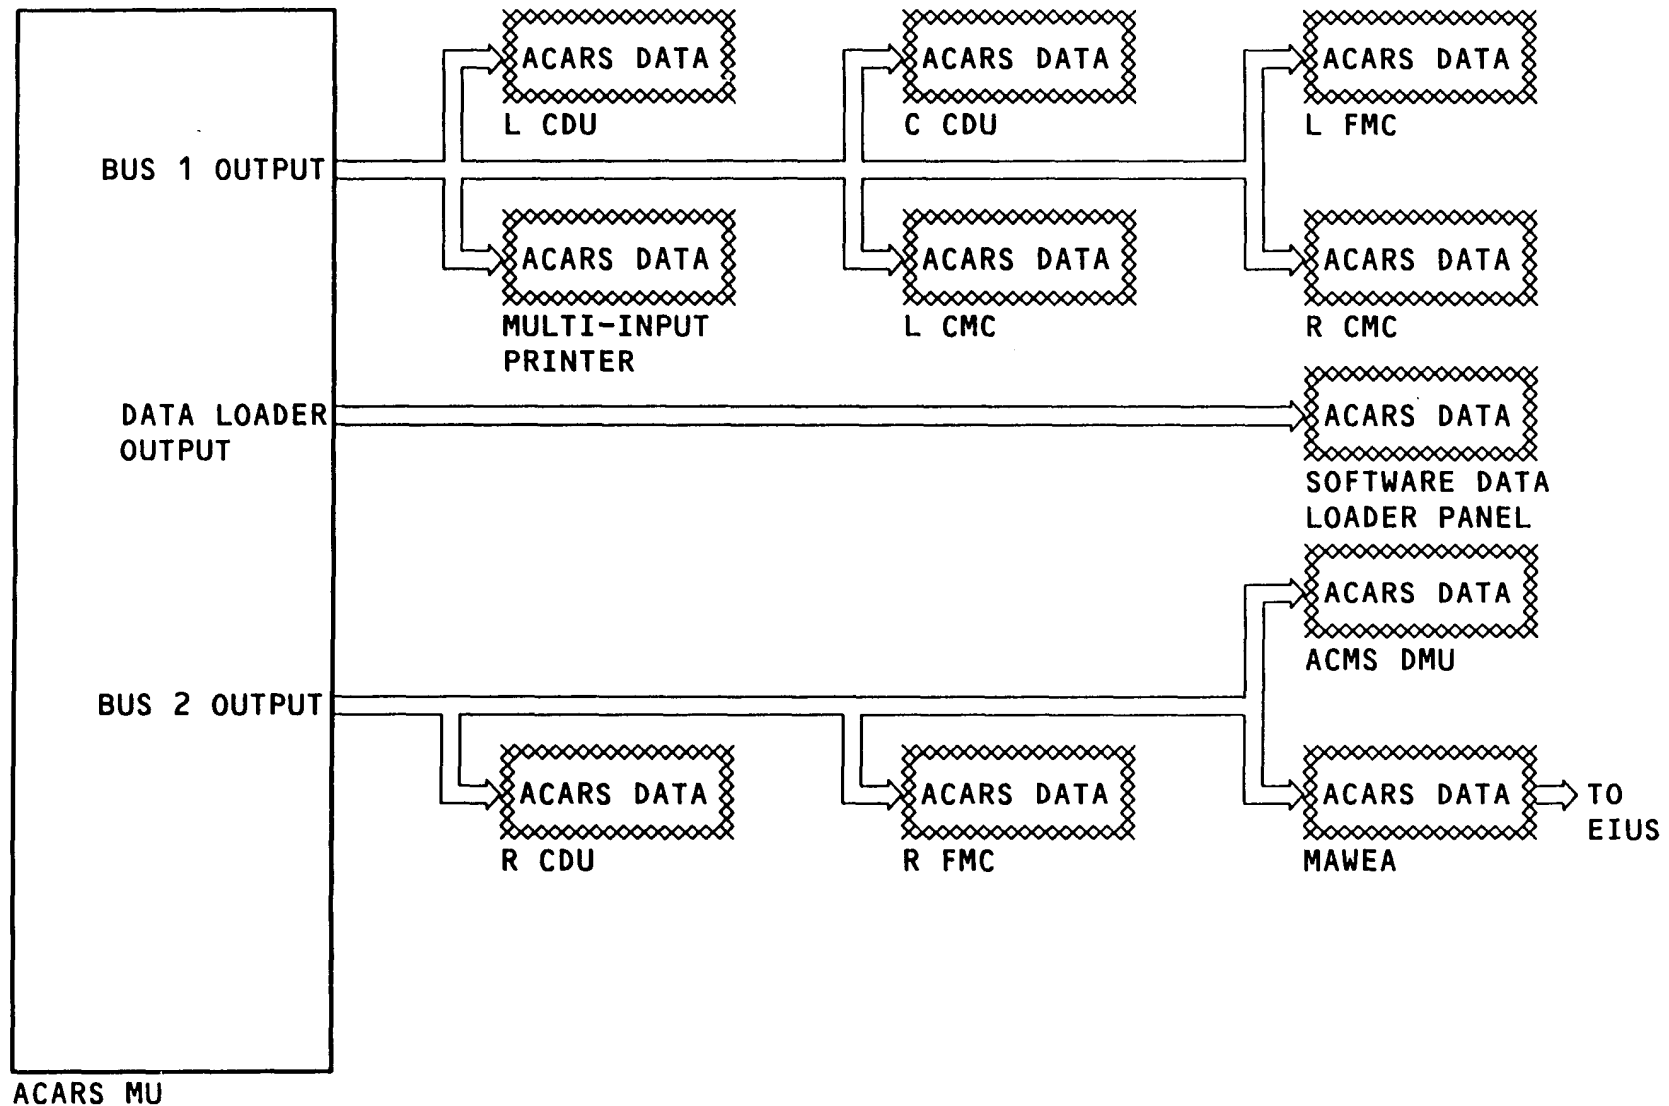 ACARS DATA
L CDU
ACARS DATA
C CDU
ACARS DATA
L FMC
BUS 1 OUTPUT
ACARS DATA
MULTI-INPUT
PRINTER
ACARS DATA
L CMC
ACARS DATA
R CMC
DATA LOADER
OUTPUT
ACARS DATA
SOFTWARE DATA
LOADER PANEL
ACARS DATA
ACMS DMU
BUS 2 OUTPUT
ACARS DATA
R CDU
ACARS DATA
R FMC
ACARS DATA
MAWEA
TO
EIUS
ACARS MU